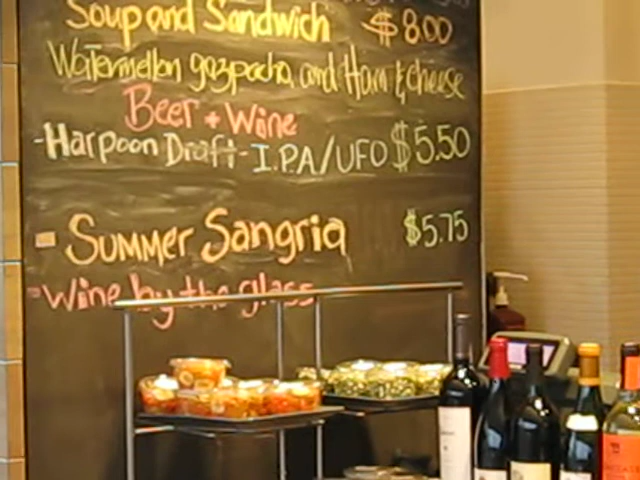 Soup and Sandwich $8.00
Watermellon gazpacho, and Ham & cheese
Beer + Wine
-Harpoon Draft- I.P.A/UFO $5.50
- Summer Sangria $5.75
-Wine by the glass